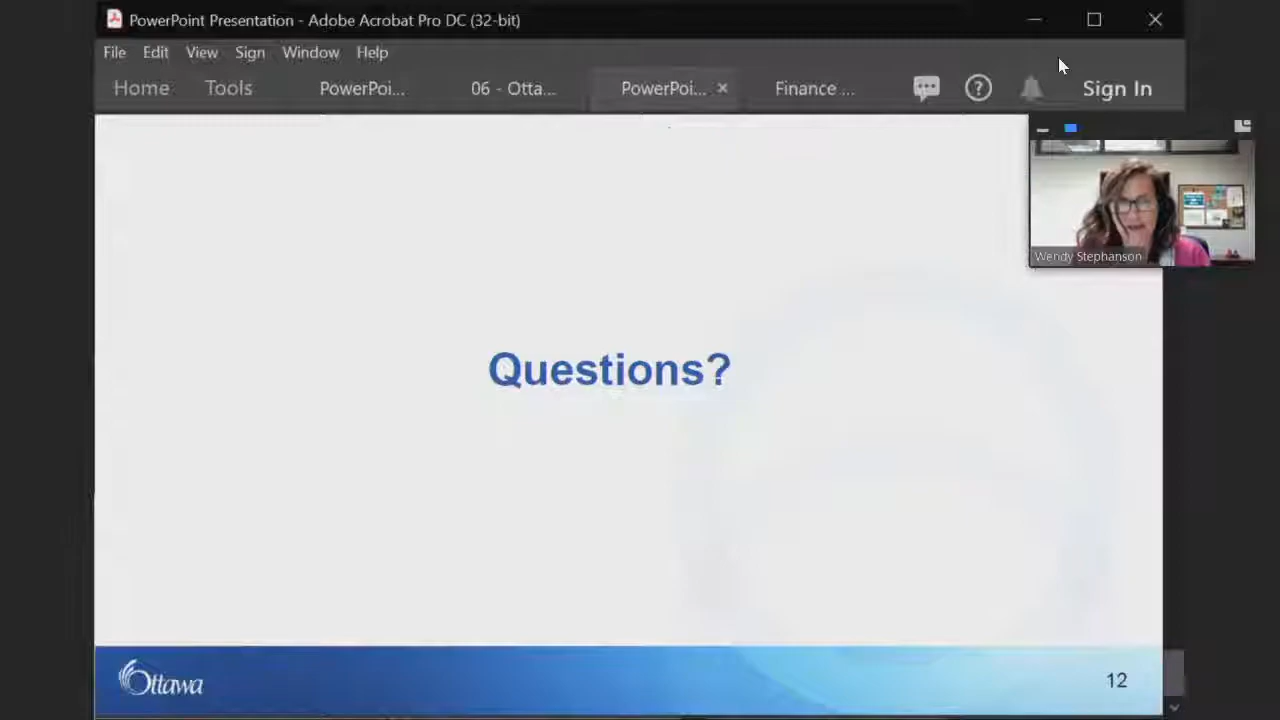 PowerPoint Presentation - Adobe Acrobat Pro DC (32-bit)
File Edit View Sign Window Help
Home Tools PowerPoi... 06 - Otta... PowerPoi... Finance ... Sign In
Wendy Stephanson
Questions?
Ottawa
12